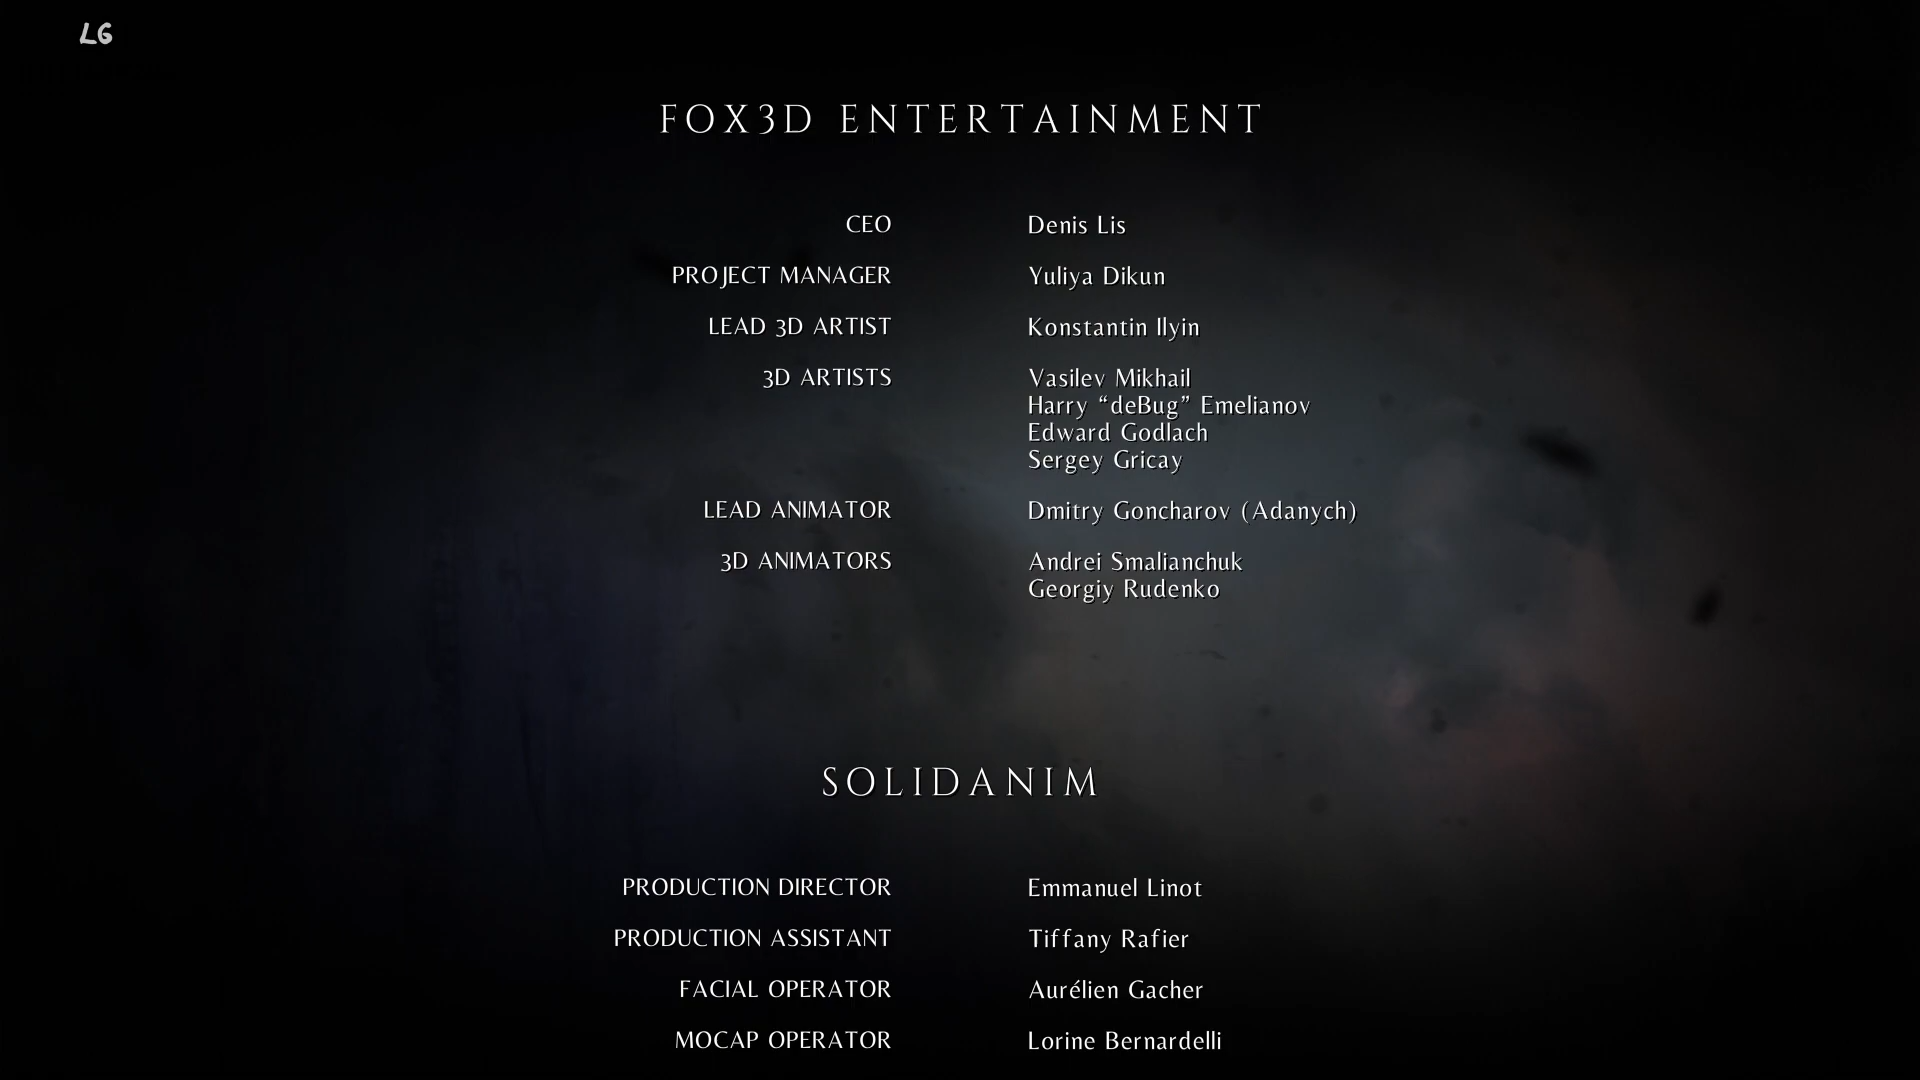 LG
FOX3D ENTERTAINMENT
CEO Denis Lis
PROJECT MANAGER Yuliya Dikun
LEAD 3D ARTIST Konstantin Ilyin
3D ARTISTS Vasilev Mikhail
Harry “deBug” Emelianov
Edward Godlach
Sergey Gricay
LEAD ANIMATOR Dmitry Goncharov (Adanych)
3D ANIMATORS Andrei Smalianchuk
Georgiy Rudenko
SOLIDANIM
PRODUCTION DIRECTOR Emmanuel Linot
PRODUCTION ASSISTANT Tiffany Rafier
FACIAL OPERATOR Aurélien Gacher
MOCAP OPERATOR Lorine Bernardelli